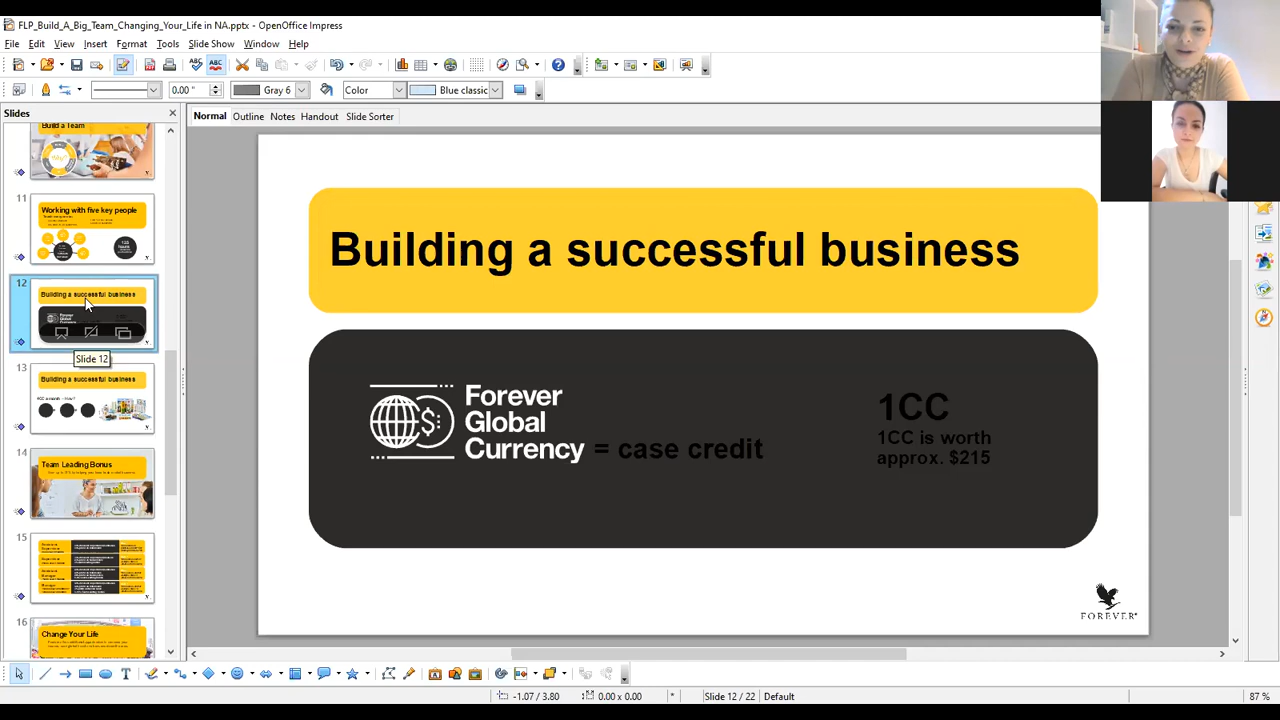 FLP_Build_A_Big_Team_Changing_Your_Life in NA.pptx - OpenOffice Impress
File Edit View Insert Format Tools Slide Show Window Help
0.00 " Gray 6 Color Blue classic
Slides
Normal Outline Notes Handout Slide Sorter
Build a Team
11
Working with five key people
12
Building a successful business
Forever
Global
Currency
Slide 12
13
Building a successful business
14
Team Leading Bonus
15
16
Change Your Life
Building a successful business
Forever
Global
Currency = case credit
1CC
1CC is worth
approx. $215
FOREVER
-1.07 / 3.80 0.00 x 0.00 * Slide 12 / 22 Default 87 %